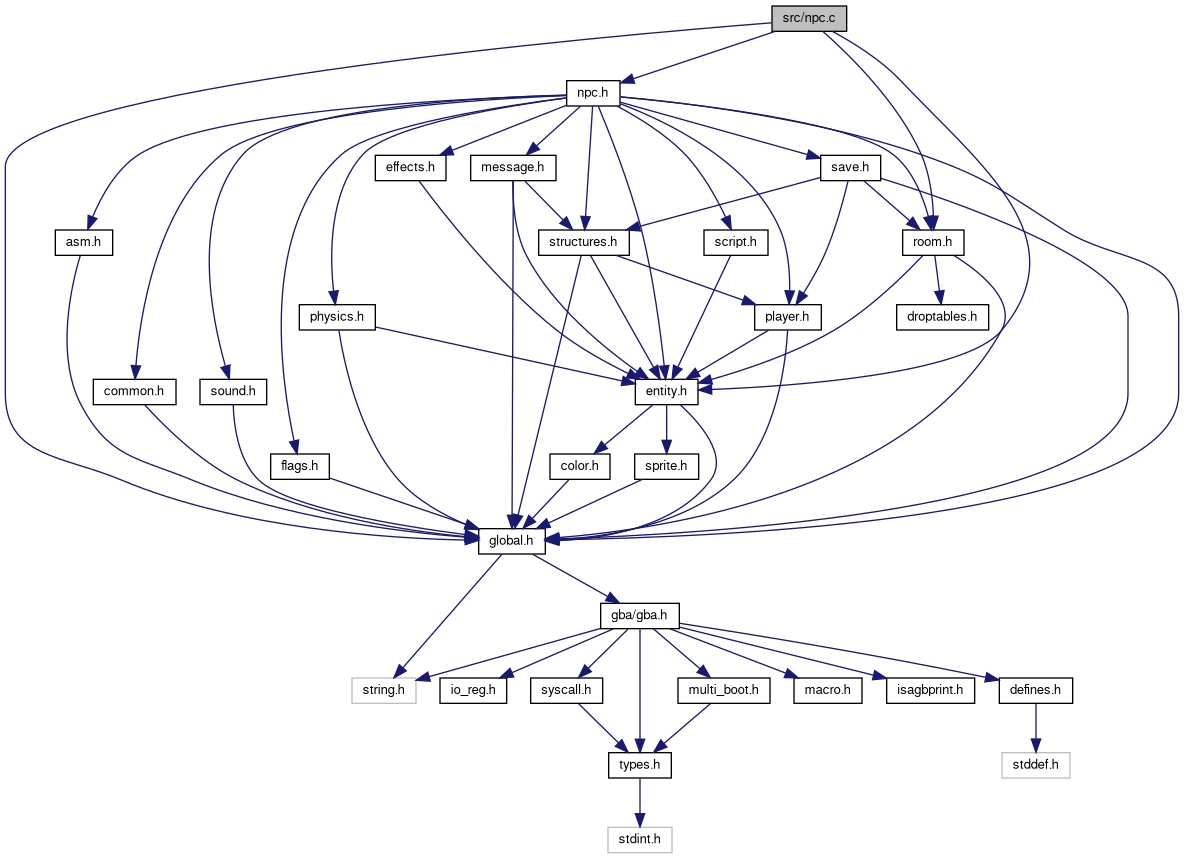 src/npc.c
npc.h
effects.h
message.h
save.h
asm.h
structures.h
script.h
room.h
physics.h
player.h
droptables.h
common.h
sound.h
entity.h
flags.h
color.h
sprite.h
global.h
gba/gba.h
string.h
io_reg.h
syscall.h
multi_boot.h
macro.h
isagbprint.h
defines.h
types.h
stddef.h
stdint.h